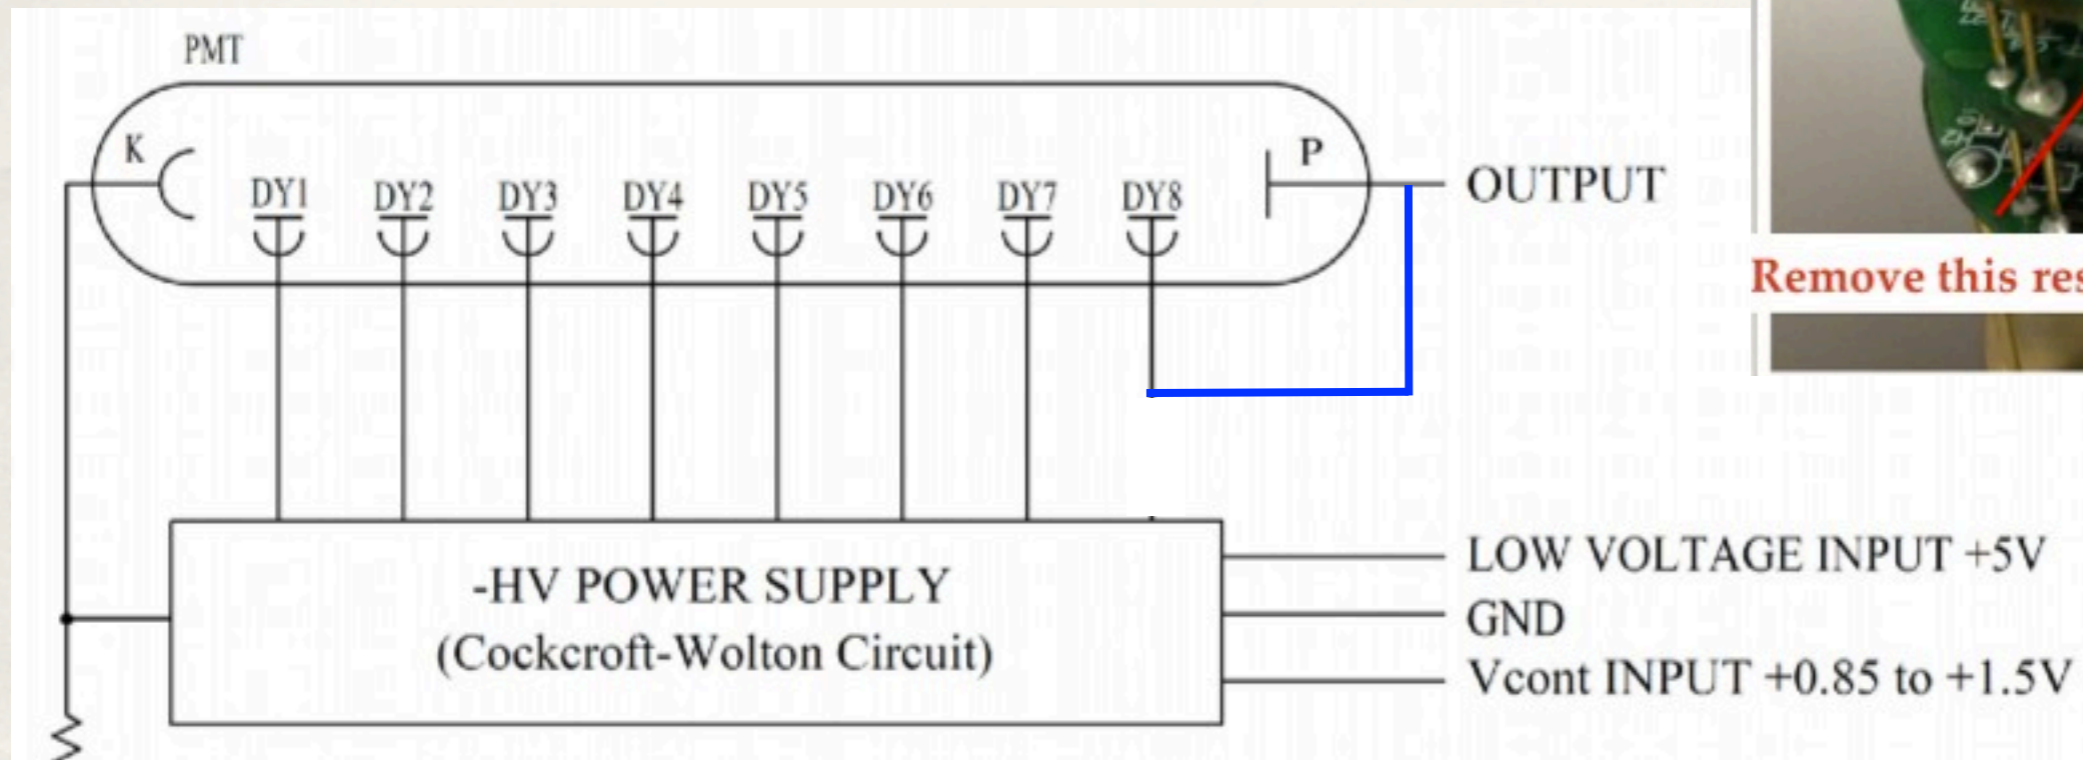 PMT
K
DY1 DY2 DY3 DY4 DY5 DY6 DY7 DY8
P
OUTPUT
Remove this res
-HV POWER SUPPLY
(Cockcroft-Wolton Circuit)
LOW VOLTAGE INPUT +5V
GND
Vcont INPUT +0.85 to +1.5V